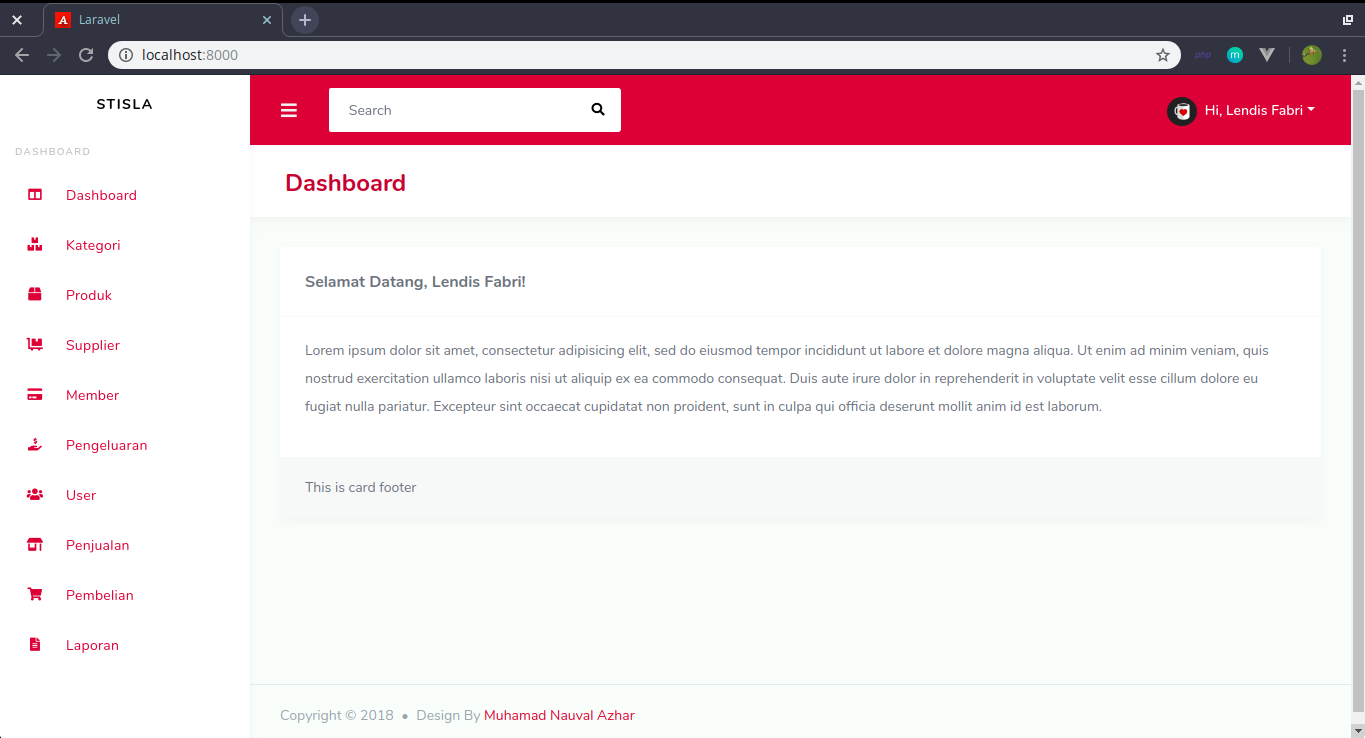 Laravel
localhost:8000
php
m
STISLA
Search
Hi, Lendis Fabri
DASHBOARD
Dashboard
Kategori
Produk
Supplier
Member
Pengeluaran
User
Penjualan
Pembelian
Laporan
Dashboard
Selamat Datang, Lendis Fabri!
Lorem ipsum dolor sit amet, consectetur adipisicing elit, sed do eiusmod tempor incididunt ut labore et dolore magna aliqua. Ut enim ad minim veniam, quis
nostrud exercitation ullamco laboris nisi ut aliquip ex ea commodo consequat. Duis aute irure dolor in reprehenderit in voluptate velit esse cillum dolore eu
fugiat nulla pariatur. Excepteur sint occaecat cupidatat non proident, sunt in culpa qui officia deserunt mollit anim id est laborum.
This is card footer
Copyright © 2018 • Design By Muhamad Nauval Azhar